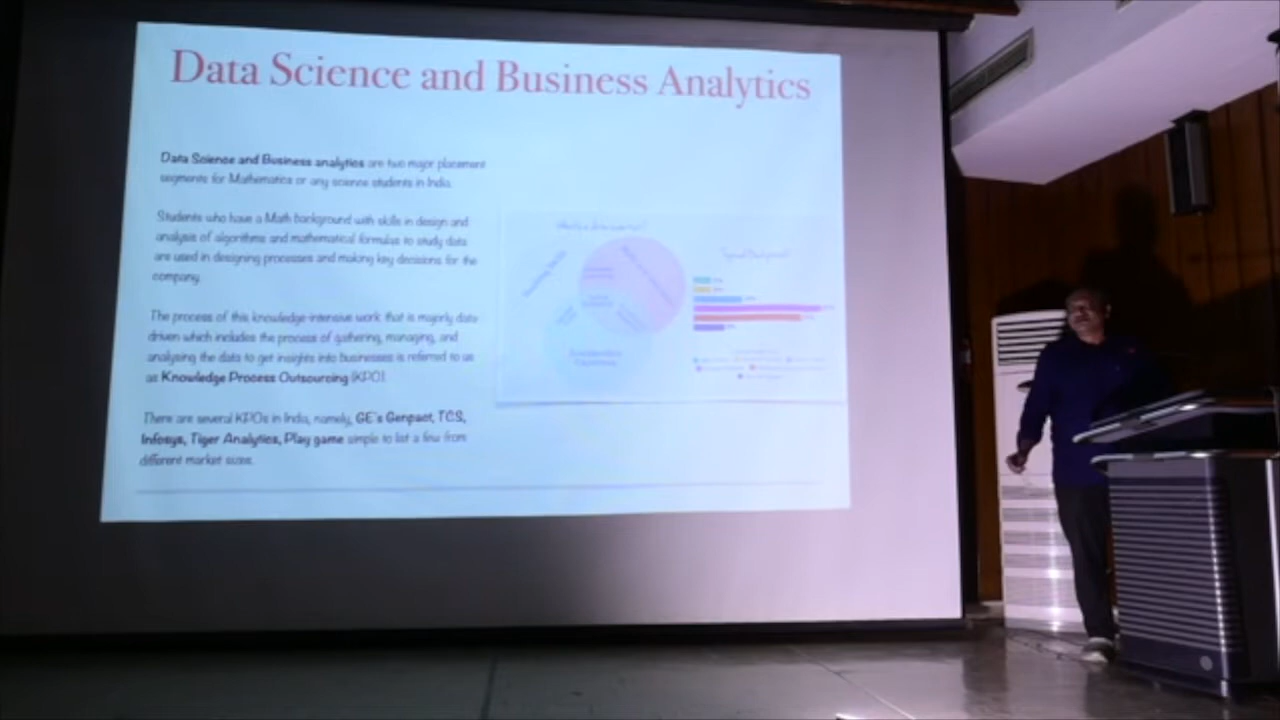 Data Science and Business Analytics
Data Science and Business analytics are two major placement
segments for Mathematics or any science students in India.
Students who have a Math background with skills in design and
analysis of algorithms and mathematical formulas to study data
are used in designing processes and making key decisions for the
company.
The process of this knowledge-intensive work that is majorly data
driven which includes the process of gathering, managing, and
analysing the data to get insights into businesses is referred to us
as Knowledge Process Outsourcing (KPO).
There are several KPOs in India, namely, GE's Genpact, TCS,
Infosys, Tiger Analytics, Play game simple to list a few from
different market sizes.